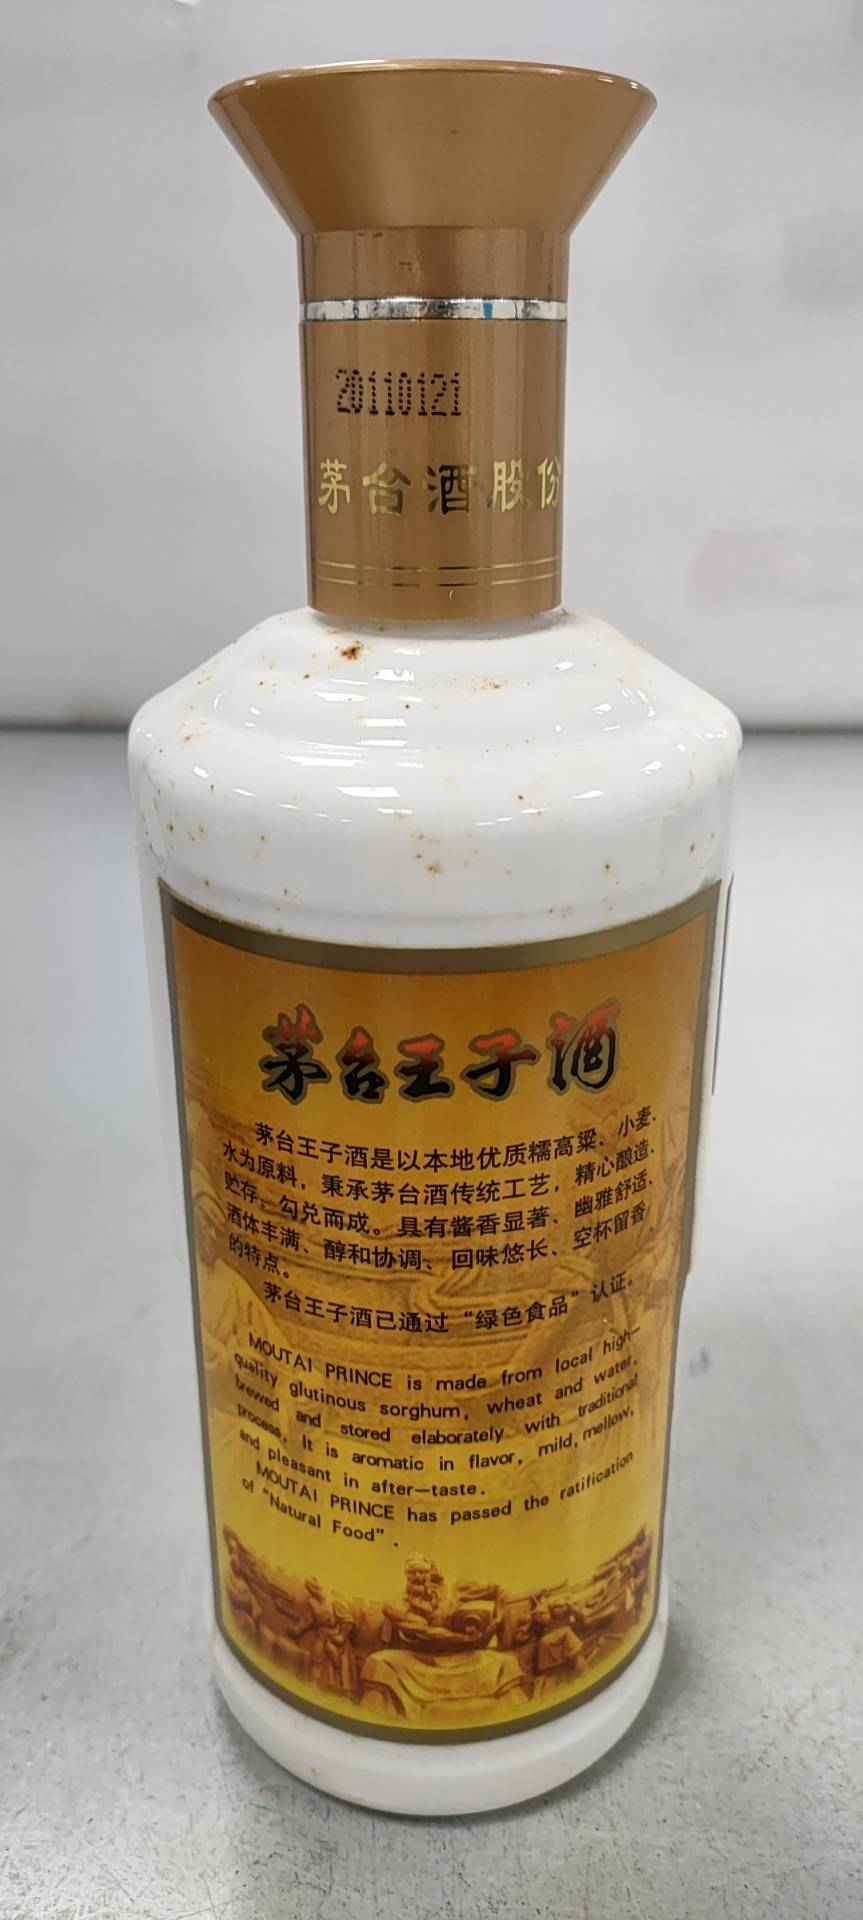 20110121
茅台酒股份
茅台王子酒
茅台王子酒是以本地优质糯高粱、小麦、
水为原料，秉承茅台酒传统工艺，精心酿造、
贮存、勾兑而成。具有酱香显著、幽雅舒适、
酒体丰满、醇和协调、回味悠长、空杯留香
的特点。
茅台王子酒已通过“绿色食品”认证。
MOUTAI PRINCE is made from local high—
quality glutinous sorghum, wheat and water,
brewed and stored elaborately with traditional
process. It is aromatic in flavor, mild, mellow,
and pleasant in after—taste.
MOUTAI PRINCE has passed the ratification
of "Natural Food".